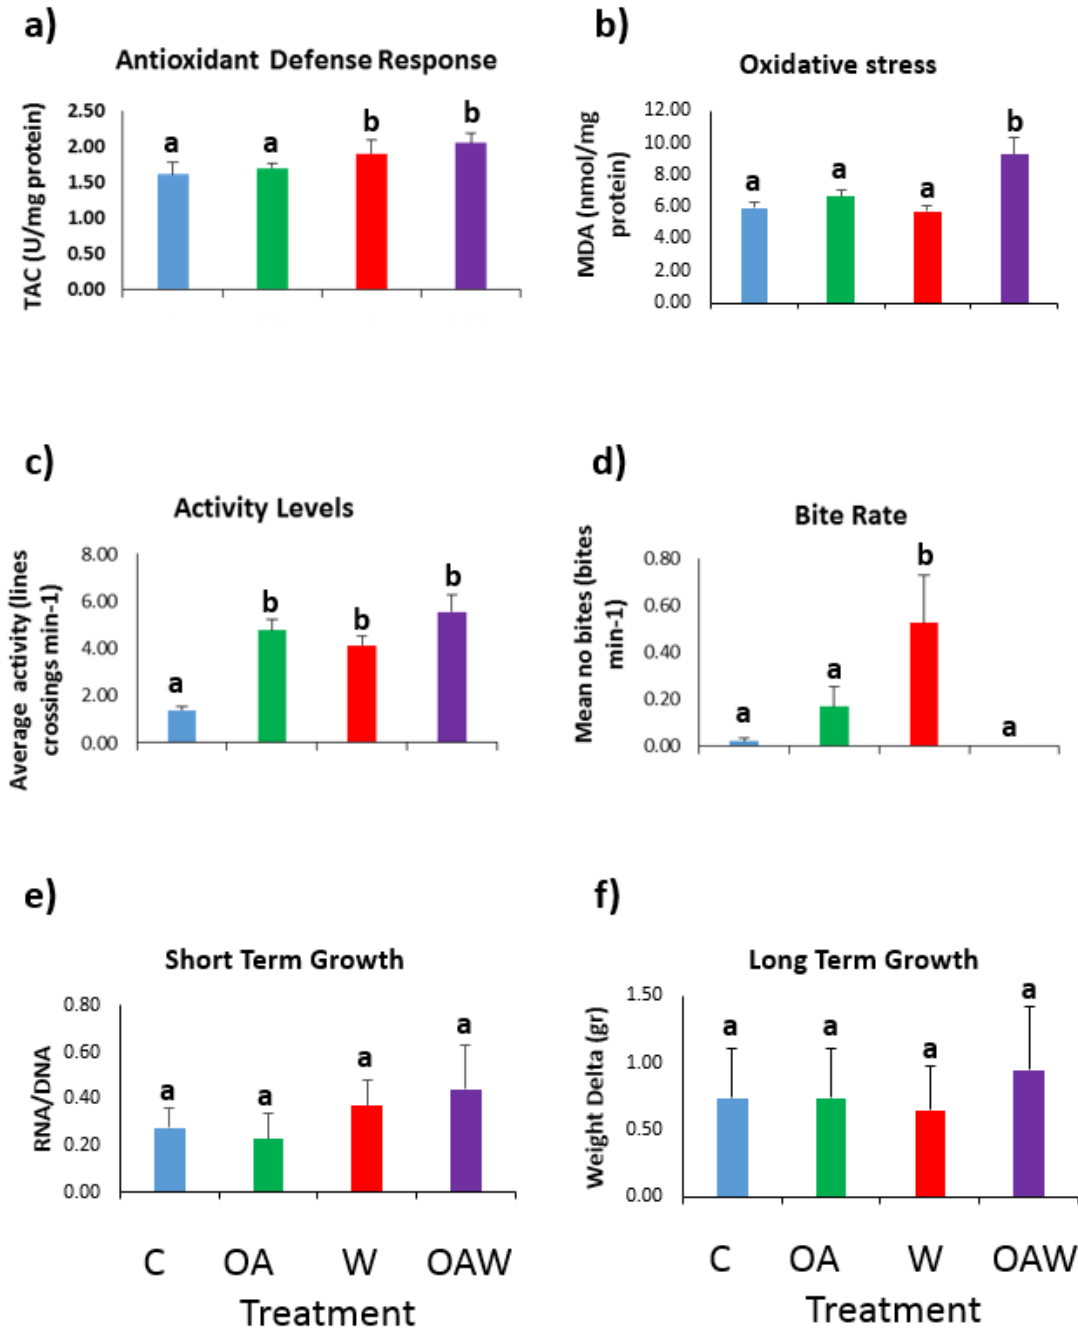 a)
Antioxidant Defense Response
TAC (U/mg protein)
2.50
2.00
1.50
1.00
0.50
0.00
a
a
b
b
b)
Oxidative stress
MDA (nmol/mg
protein)
12.00
10.00
8.00
6.00
4.00
2.00
0.00
a
a
a
b
c)
Activity Levels
Average activity (lines
crossings min-1)
8.00
6.00
4.00
2.00
0.00
a
b
b
b
d)
Bite Rate
Mean no bites (bites
min-1)
0.80
0.60
0.40
0.20
0.00
a
a
b
a
e)
Short Term Growth
RNA/DNA
0.80
0.60
0.40
0.20
0.00
a
a
a
a
C OA W OAW
Treatment
f)
Long Term Growth
Weight Delta (gr)
1.50
1.00
0.50
0.00
a
a
a
a
C OA W OAW
Treatment